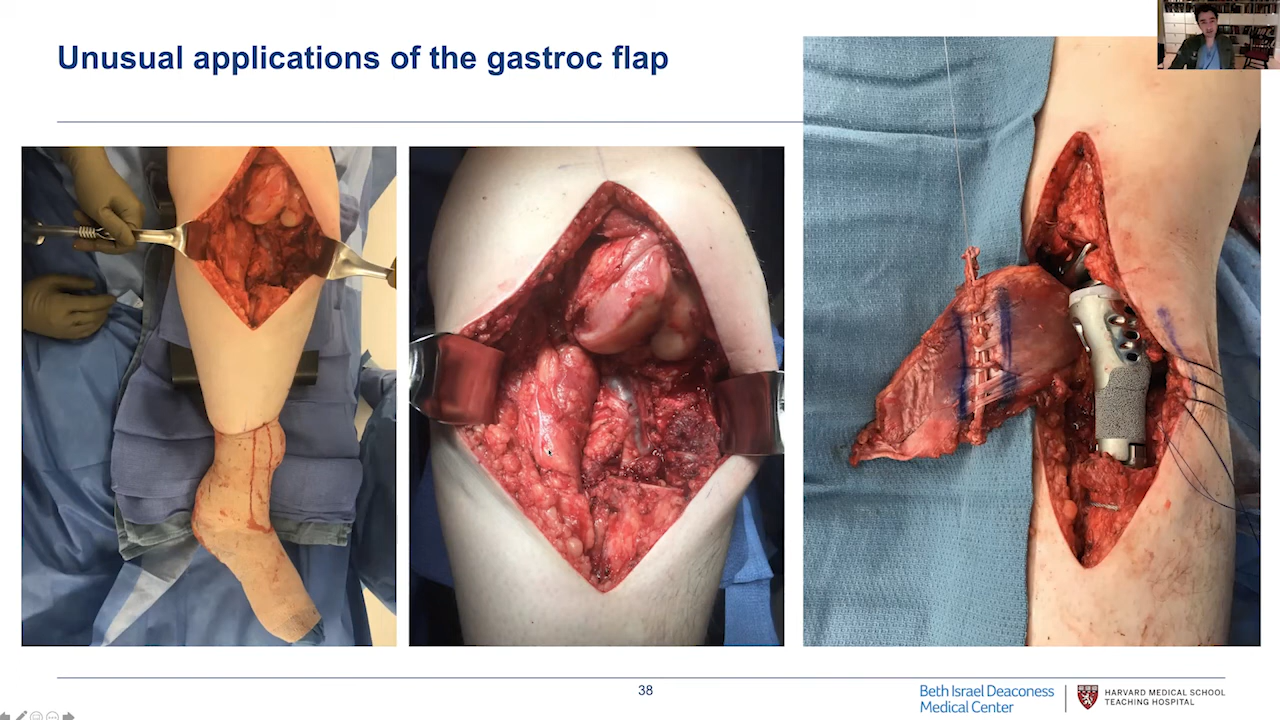 Unusual applications of the gastroc flap
38
Beth Israel Deaconess
Medical Center
HARVARD MEDICAL SCHOOL
TEACHING HOSPITAL